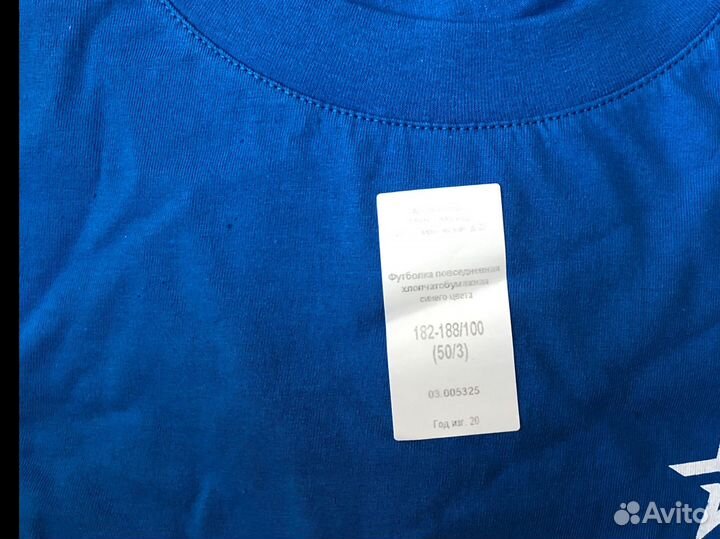 Футболка повседневная
хлопчатобумажная
синего цвета
182-188/100
(50/3)
03.005325
Год изг. 20
Avito